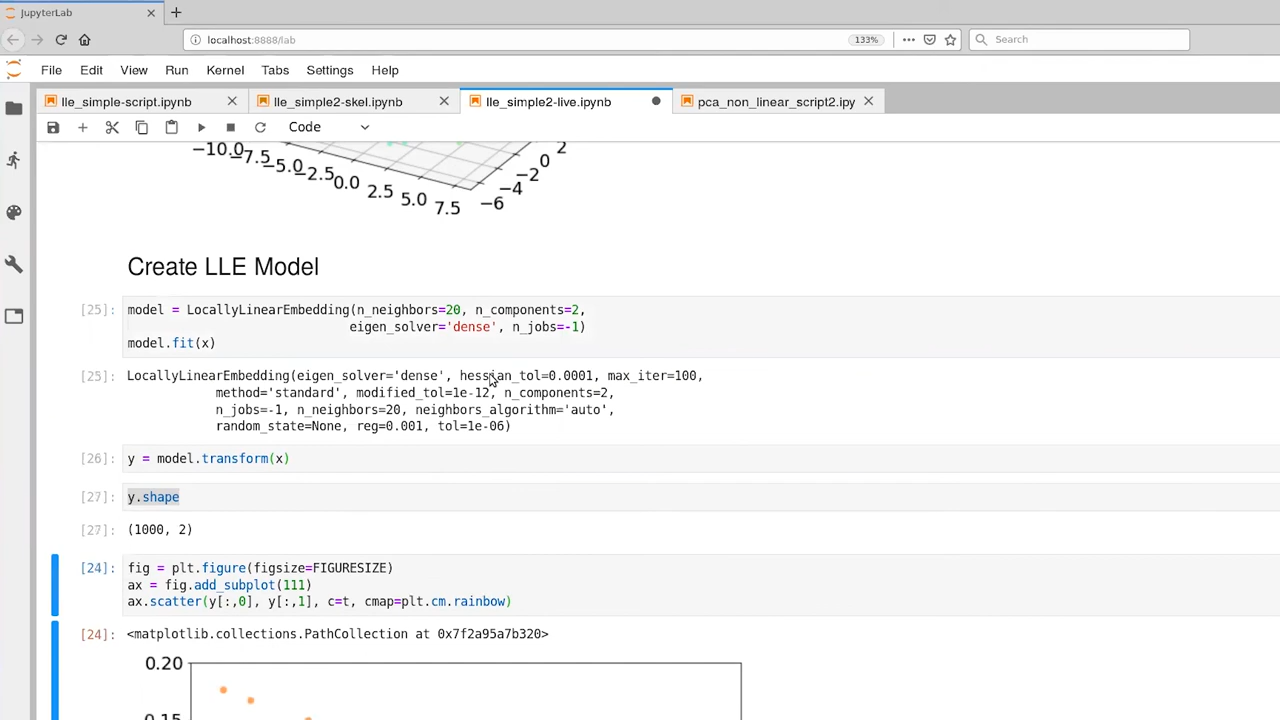 JupyterLab
localhost:8888/lab
133%
Search
File Edit View Run Kernel Tabs Settings Help
lle_simple-script.ipynb
lle_simple2-skel.ipynb
lle_simple2-live.ipynb
pca_non_linear_script2.ipy
Code
−10.0 −7.5 −5.0 −2.5 0.0 2.5 5.0 7.5
−6 −4 −2 0 2
Create LLE Model
[25]: model = LocallyLinearEmbedding(n_neighbors=20, n_components=2,
eigen_solver='dense', n_jobs=-1)
model.fit(x)
[25]: LocallyLinearEmbedding(eigen_solver='dense', hessian_tol=0.0001, max_iter=100,
method='standard', modified_tol=1e-12, n_components=2,
n_jobs=-1, n_neighbors=20, neighbors_algorithm='auto',
random_state=None, reg=0.001, tol=1e-06)
[26]: y = model.transform(x)
[27]: y.shape
[27]: (1000, 2)
[24]: fig = plt.figure(figsize=FIGURESIZE)
ax = fig.add_subplot(111)
ax.scatter(y[:,0], y[:,1], c=t, cmap=plt.cm.rainbow)
[24]: <matplotlib.collections.PathCollection at 0x7f2a95a7b320>
0.20
0.15